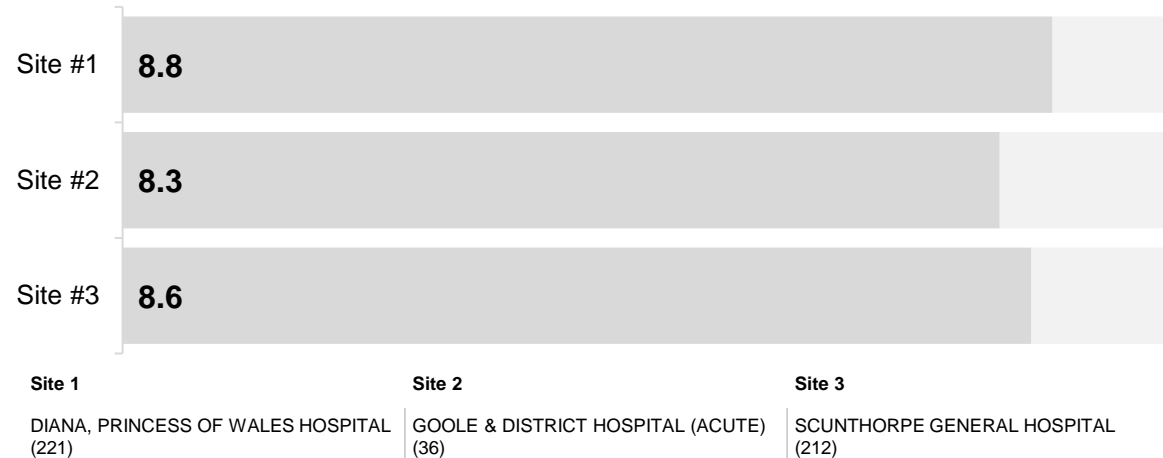 Site #1
8.8
Site #2
8.3
Site #3
8.6
Site 1
Site 2
Site 3
DIANA, PRINCESS OF WALES HOSPITAL
(221)
GOOLE & DISTRICT HOSPITAL (ACUTE)
(36)
SCUNTHORPE GENERAL HOSPITAL
(212)